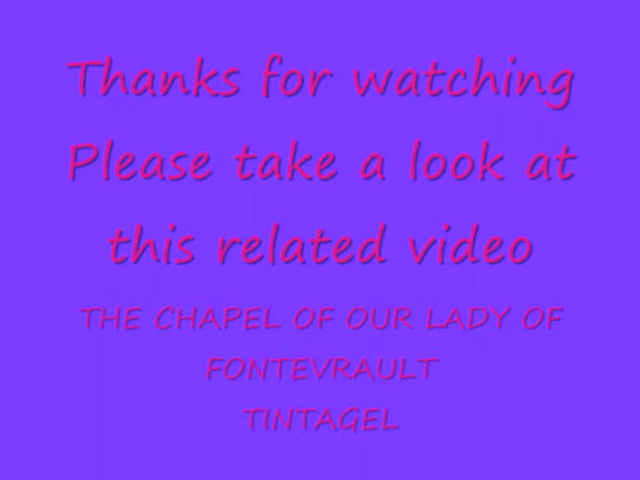 Thanks for watching
Please take a look at
this related video
THE CHAPEL OF OUR LADY OF
FONTEVRAULT
TINTAGEL